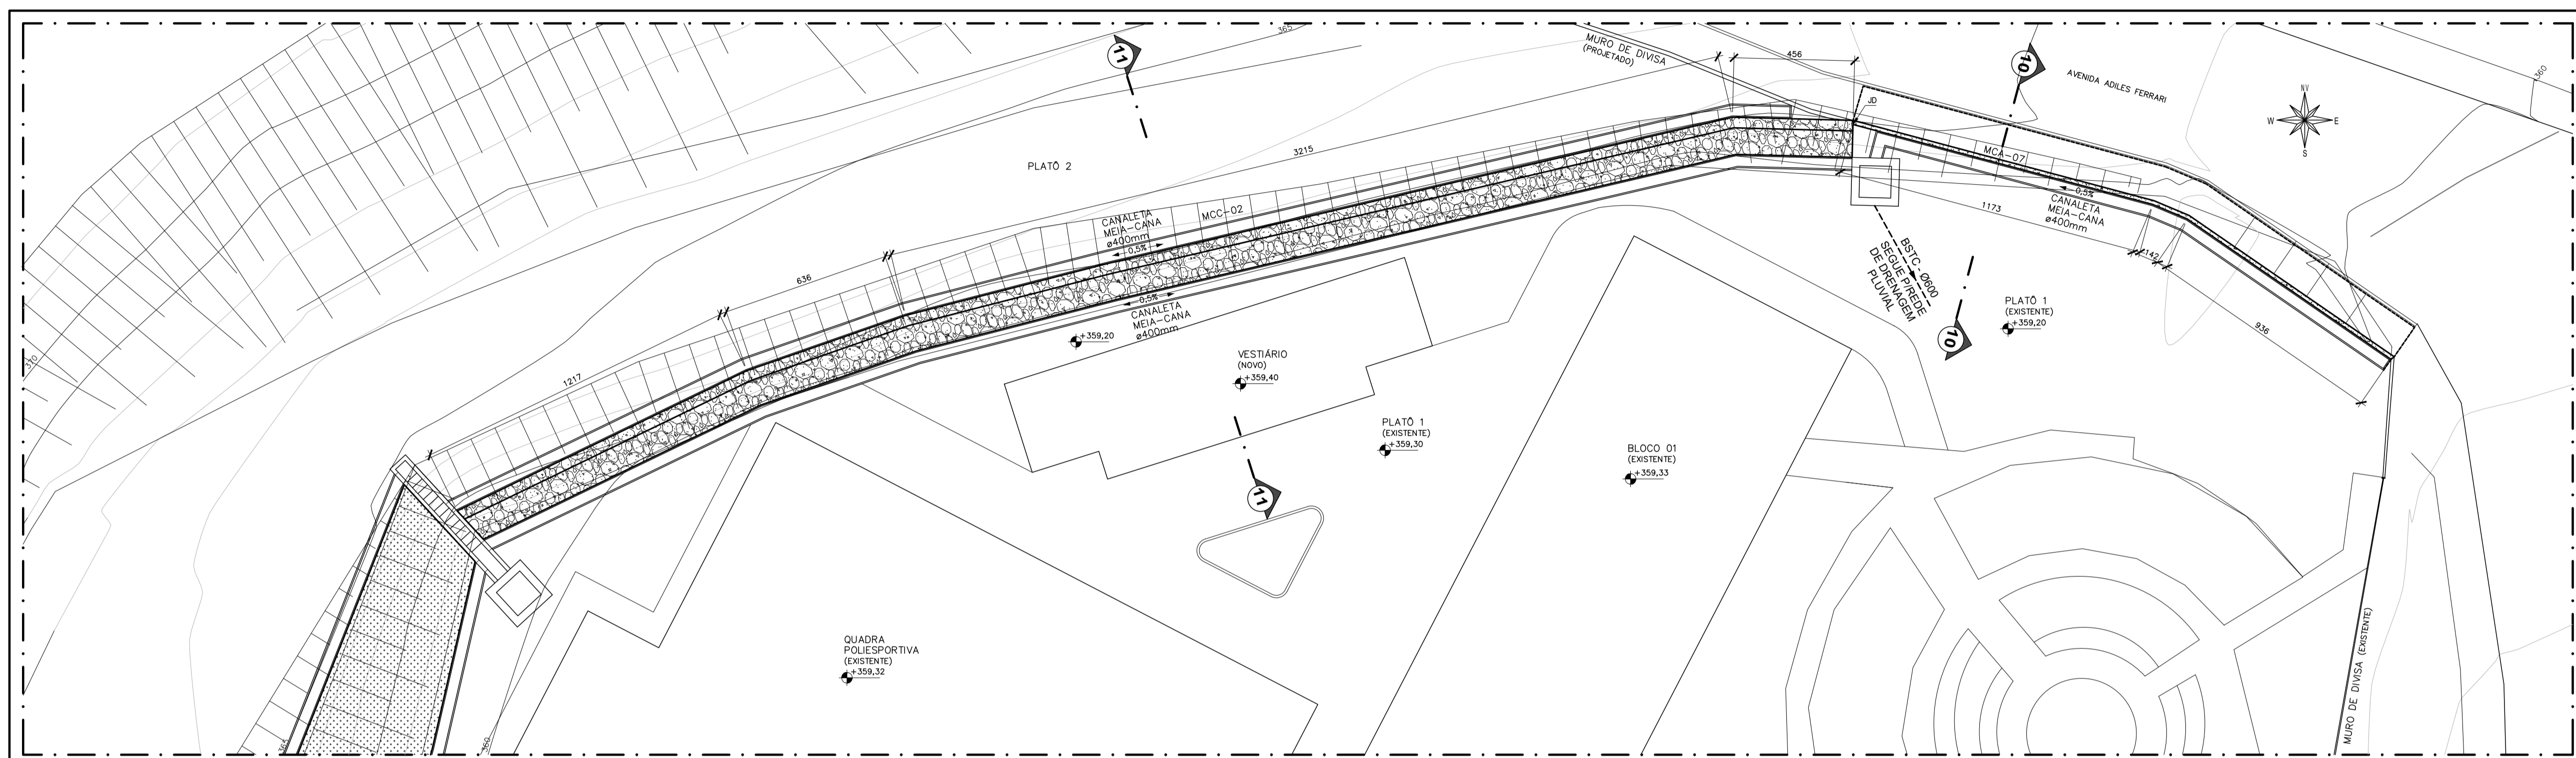 365
11
MURO DE DIVISA
(PROJETADO)
456
10
AVENIDA ADILES FERRARI
360
NV
W
E
S
JD
MCA-07
0,5%
CANALETA
MEIA-CANA
ø400mm
1173
142
936
PLATÔ 2
3215
CANALETA
MEIA-CANA
ø400mm
0,5%
MCC-02
636
1217
370
0,5%
CANALETA
MEIA-CANA
ø400mm
+359,20
BSTC - Ø600
SEGUE P/REDE
DE DRENAGEM
PLUVIAL
10
PLATÔ 1
(EXISTENTE)
+359,20
VESTIÁRIO
(NOVO)
+359,40
PLATÔ 1
(EXISTENTE)
+359,30
BLOCO 01
(EXISTENTE)
+359,33
11
QUADRA
POLIESPORTIVA
(EXISTENTE)
+359,32
MURO DE DIVISA (EXISTENTE)
365
360